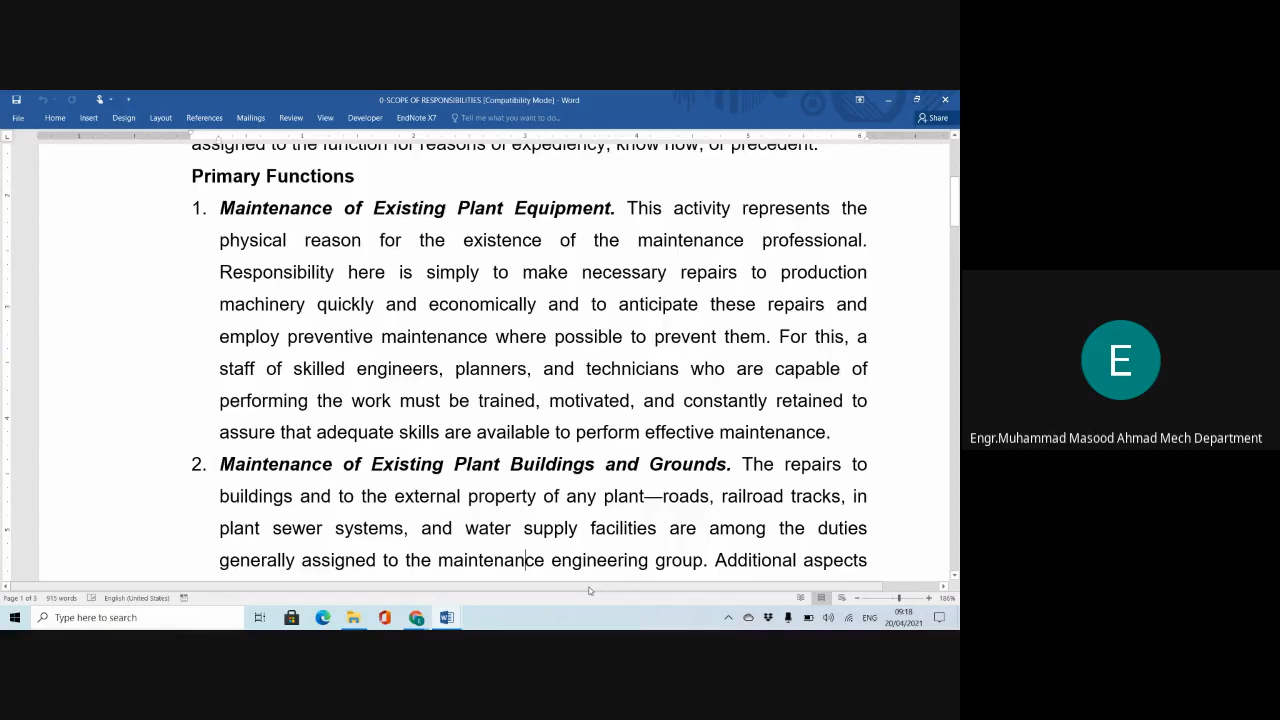 0-SCOPE OF RESPONSIBILITIES [Compatibility Mode] - Word
File Home Insert Design Layout References Mailings Review View Developer EndNote X7 Tell me what you want to do... Share
assigned to the function for reasons of expediency, know how, or precedent.
Primary Functions
1. Maintenance of Existing Plant Equipment. This activity represents the
physical reason for the existence of the maintenance professional.
Responsibility here is simply to make necessary repairs to production
machinery quickly and economically and to anticipate these repairs and
employ preventive maintenance where possible to prevent them. For this, a
staff of skilled engineers, planners, and technicians who are capable of
performing the work must be trained, motivated, and constantly retained to
assure that adequate skills are available to perform effective maintenance.
2. Maintenance of Existing Plant Buildings and Grounds. The repairs to
buildings and to the external property of any plant—roads, railroad tracks, in
plant sewer systems, and water supply facilities are among the duties
generally assigned to the maintenance engineering group. Additional aspects
Page 1 of 3 915 words English (United States) 186%
Type here to search
ENG
09:18
20/04/2021
E
Engr.Muhammad Masood Ahmad Mech Department